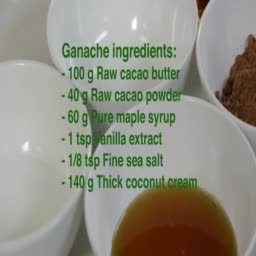 Ganache ingredients:
- 100 g Raw cacao butter
- 40 g Raw cacao powder
- 60 g Pure maple syrup
- 1 tsp Vanilla extract
- 1/8 tsp Fine sea salt
- 140 g Thick coconut cream